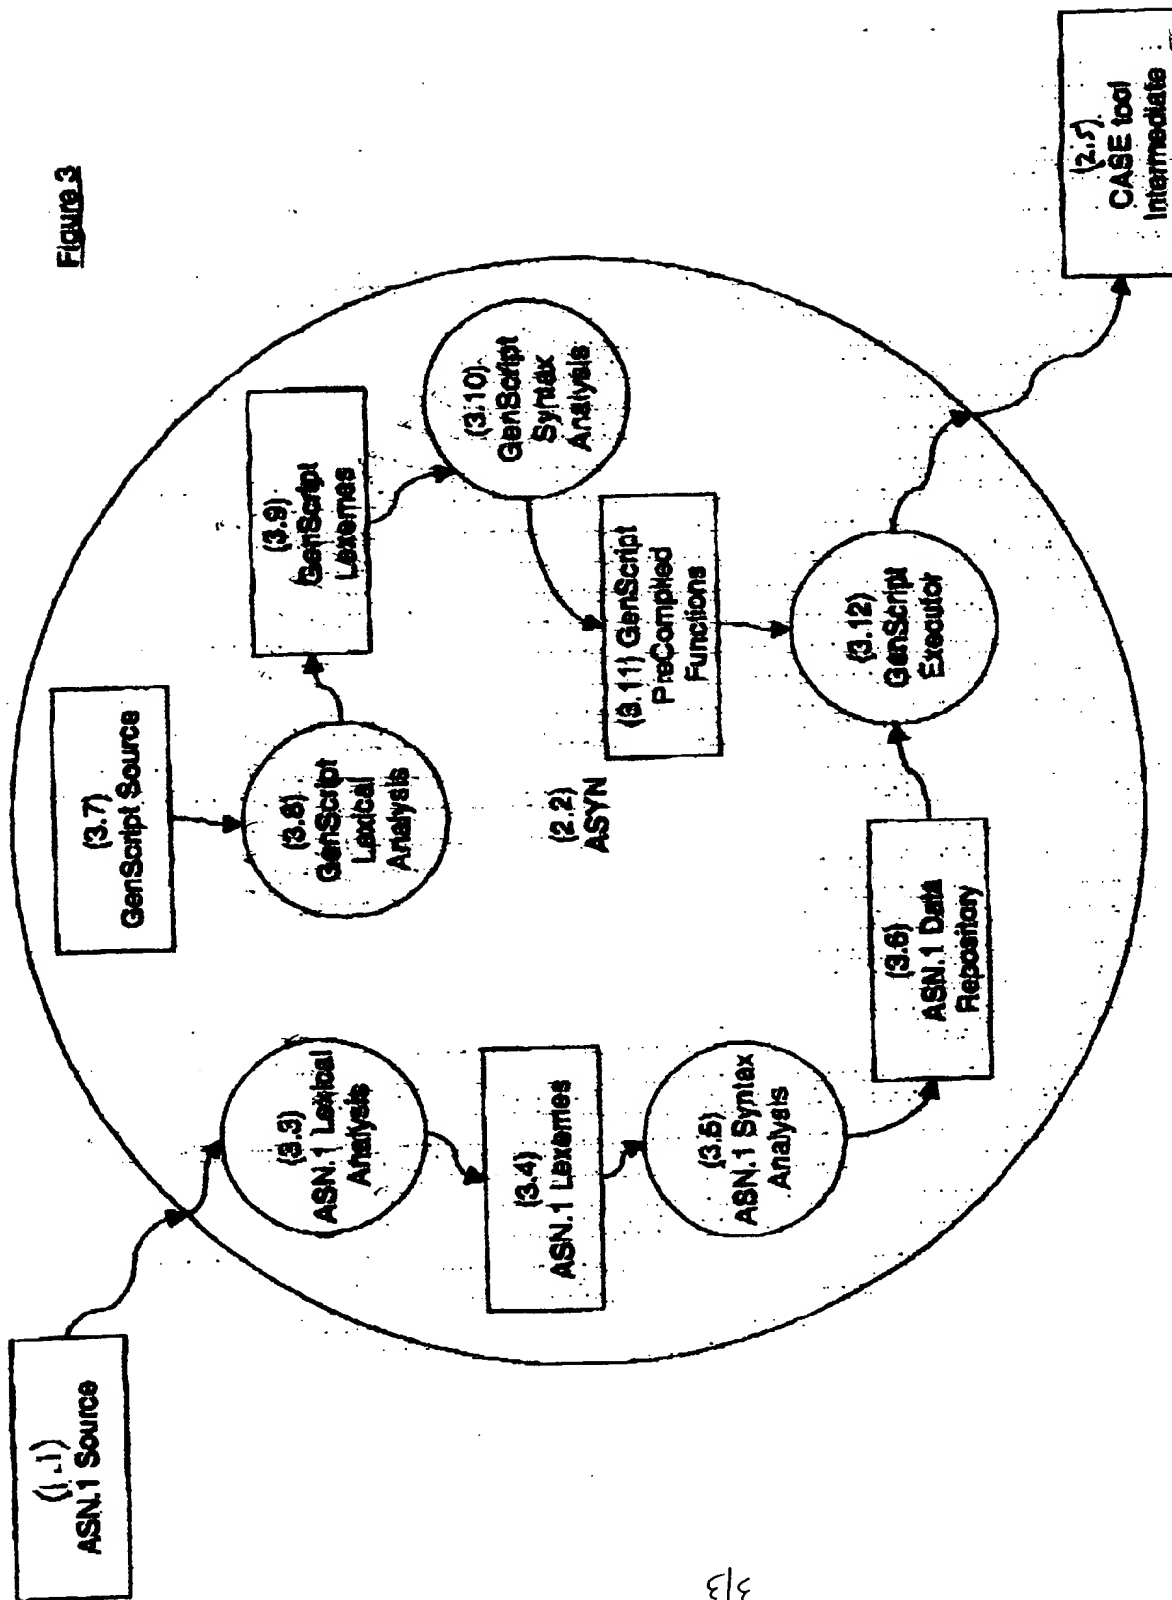 Figure 3
(1.1)
ASN.1 Source
(3.3)
ASN.1 Lexical
Analysis
(3.4)
ASN.1 Lexemes
(3.5)
ASN.1 Syntax
Analysis
(3.6)
ASN.1 Data
Repository
(3.7)
GenScript Source
(3.8)
GenScript
Lexical
Analysis
(3.9)
GenScript
Lexemes
(3.10)
GenScript
Syntax
Analysis
(3.11) GenScript
PreCompiled
Functions
(3.12)
GenScript
Executor
(2.2)
ASYN
(2.5)
CASE tool
Intermediate
3/3